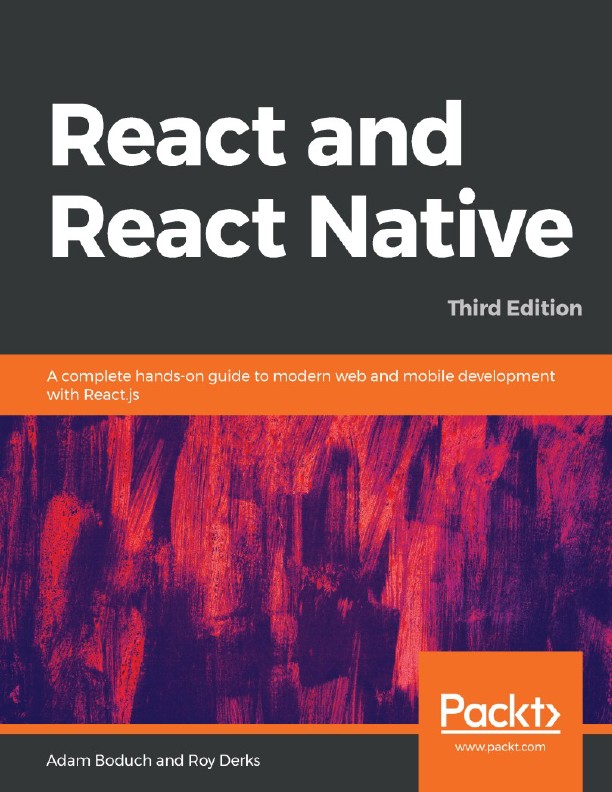 React and
React Native
Third Edition
A complete hands-on guide to modern web and mobile development
with React.js
Packt>
www.packt.com
Adam Boduch and Roy Derks